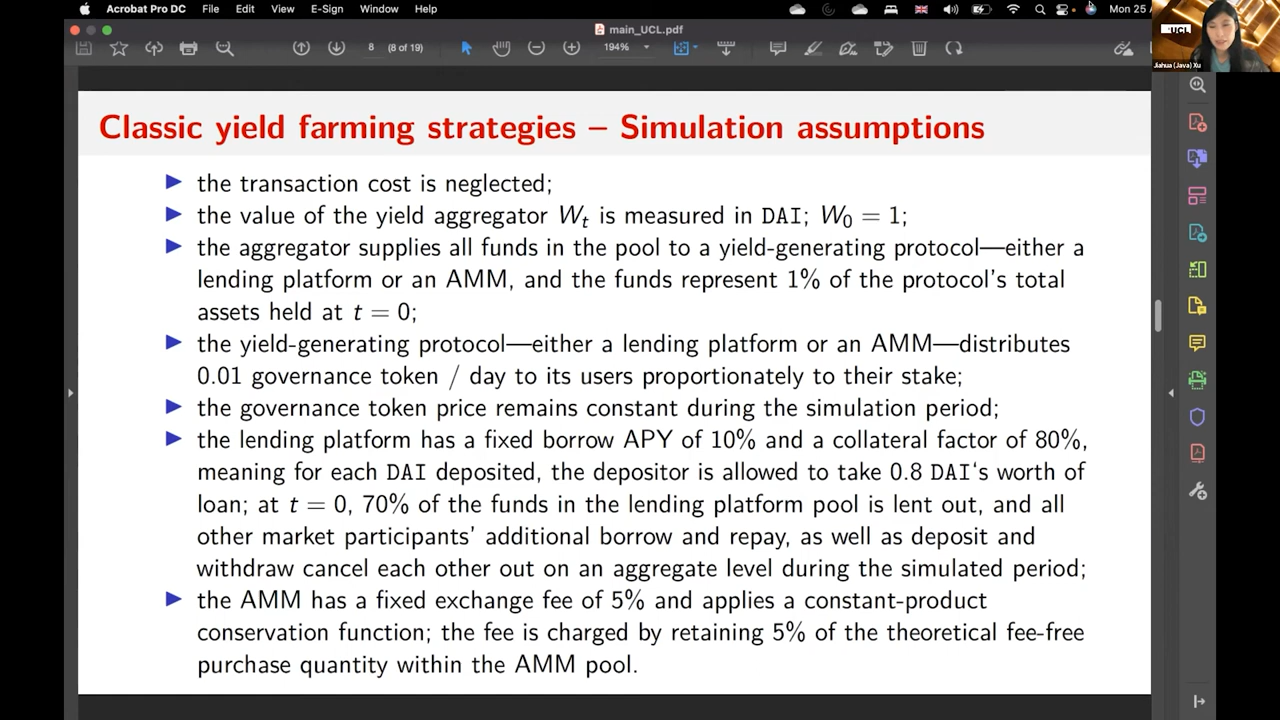 Acrobat Pro DC File Edit View E-Sign Window Help Mon 25
main_UCL.pdf
8 (8 of 19) 194%
UCL
Jiahua (Java) Xu
Classic yield farming strategies – Simulation assumptions
▶ the transaction cost is neglected;
▶ the value of the yield aggregator Wₜ is measured in DAI; W₀ = 1;
▶ the aggregator supplies all funds in the pool to a yield-generating protocol—either a
lending platform or an AMM, and the funds represent 1% of the protocol's total
assets held at t = 0;
▶ the yield-generating protocol—either a lending platform or an AMM—distributes
0.01 governance token / day to its users proportionately to their stake;
▶ the governance token price remains constant during the simulation period;
▶ the lending platform has a fixed borrow APY of 10% and a collateral factor of 80%,
meaning for each DAI deposited, the depositor is allowed to take 0.8 DAI‘s worth of
loan; at t = 0, 70% of the funds in the lending platform pool is lent out, and all
other market participants' additional borrow and repay, as well as deposit and
withdraw cancel each other out on an aggregate level during the simulated period;
▶ the AMM has a fixed exchange fee of 5% and applies a constant-product
conservation function; the fee is charged by retaining 5% of the theoretical fee-free
purchase quantity within the AMM pool.